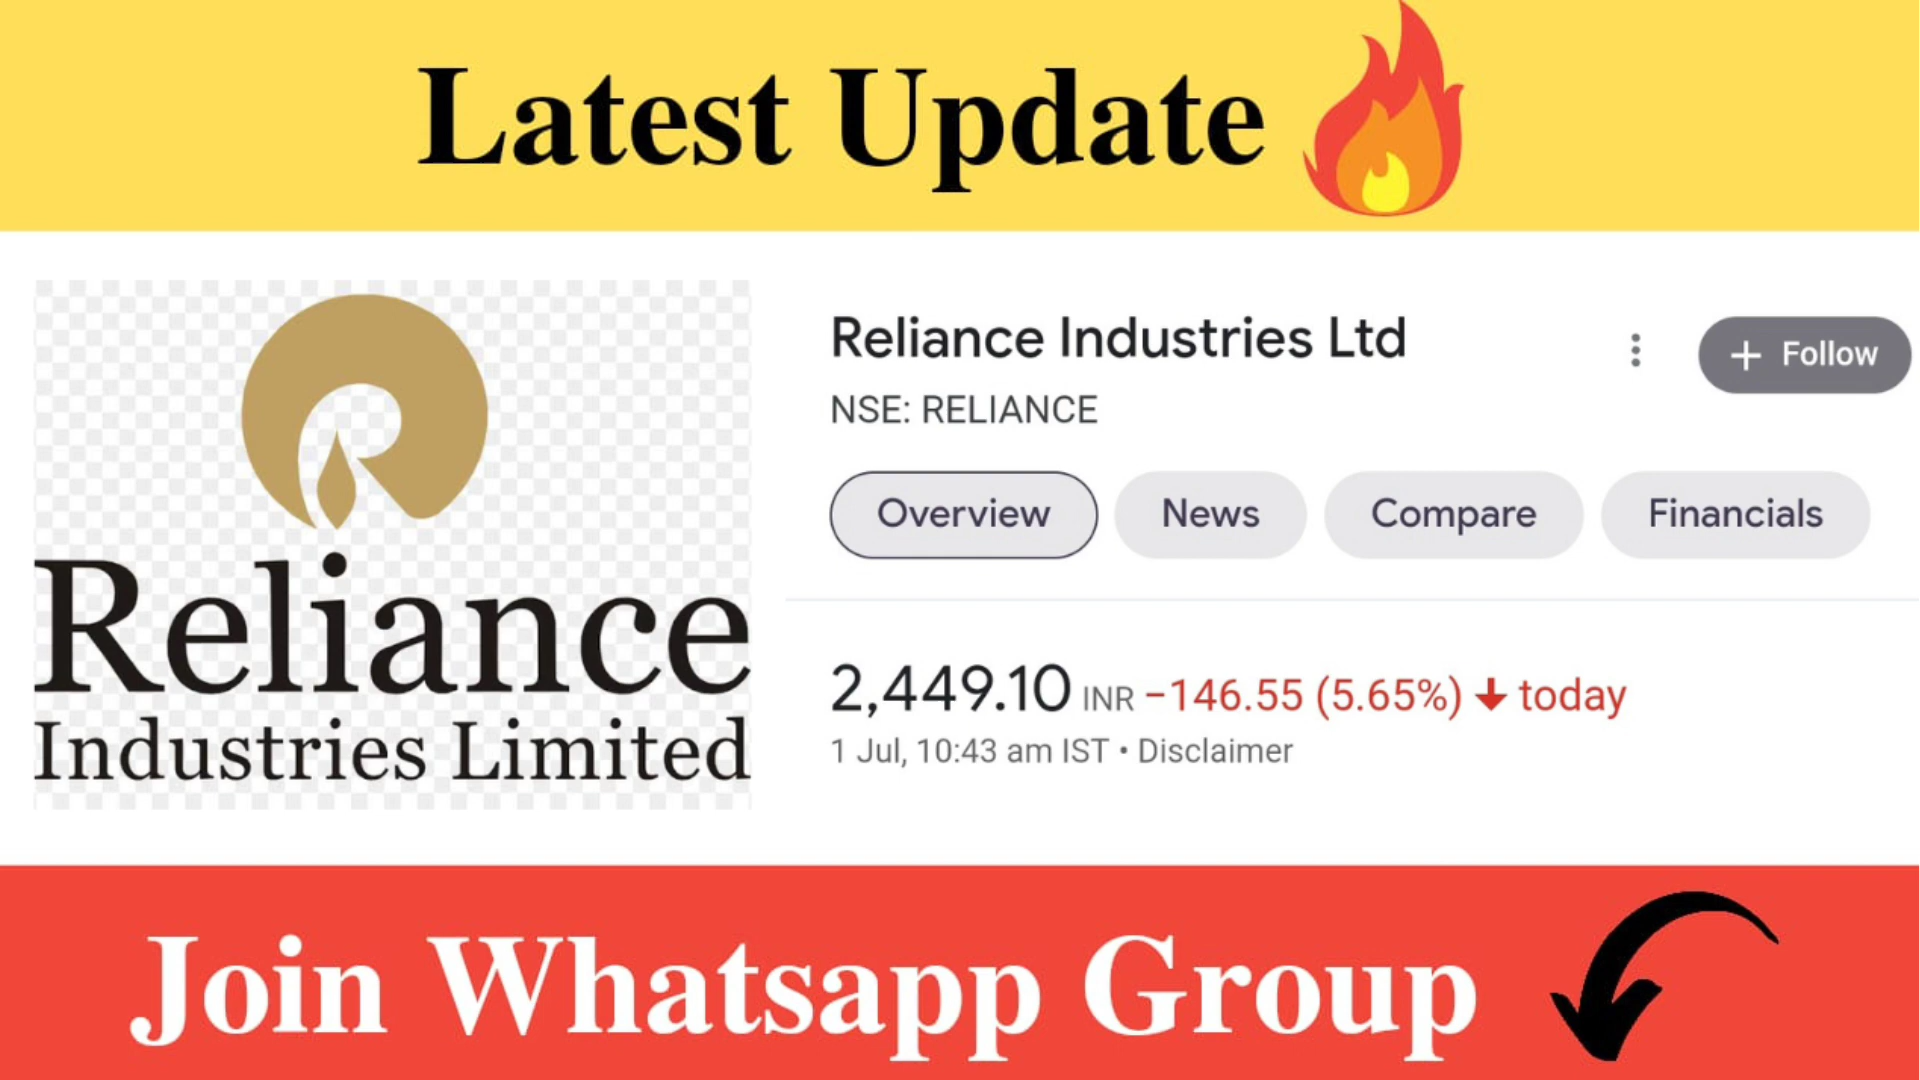 Latest Update
Reliance
Industries Limited
Reliance Industries Ltd
+ Follow
NSE: RELIANCE
Overview News Compare Financials
2,449.10 INR −146.55 (5.65%) ↓ today
1 Jul, 10:43 am IST • Disclaimer
Join Whatsapp Group